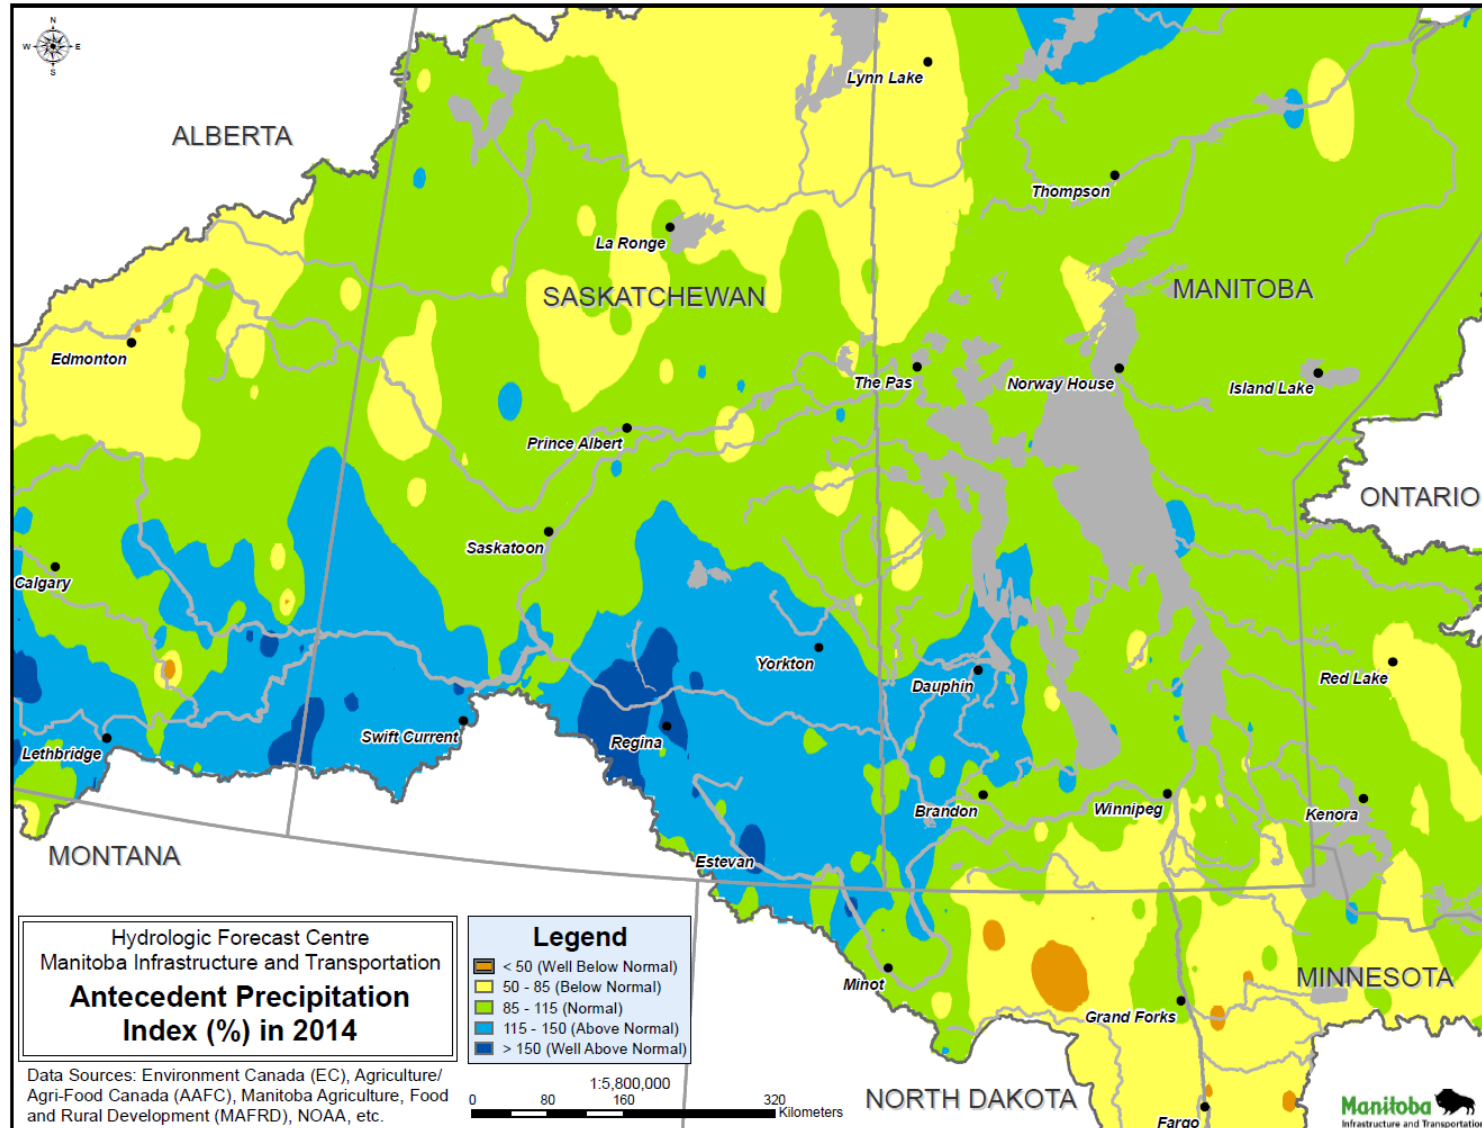 N
W E
S
ALBERTA
Lynn Lake
Thompson
La Ronge
SASKATCHEWAN
MANITOBA
Edmonton
The Pas
Norway House
Island Lake
Prince Albert
ONTARIO
Saskatoon
Calgary
Yorkton
Dauphin
Red Lake
Regina
Swift Current
Lethbridge
Brandon
Winnipeg
Kenora
MONTANA
Estevan
Minot
MINNESOTA
Grand Forks
NORTH DAKOTA
Fargo
Hydrologic Forecast Centre
Manitoba Infrastructure and Transportation
Antecedent Precipitation
Index (%) in 2014
Data Sources: Environment Canada (EC), Agriculture/
Agri-Food Canada (AAFC), Manitoba Agriculture, Food
and Rural Development (MAFRD), NOAA, etc.
Legend
< 50 (Well Below Normal)
50 - 85 (Below Normal)
85 - 115 (Normal)
115 - 150 (Above Normal)
> 150 (Well Above Normal)
1:5,800,000
0 80 160 320
Kilometers
Manitoba
Infrastructure and Transportation